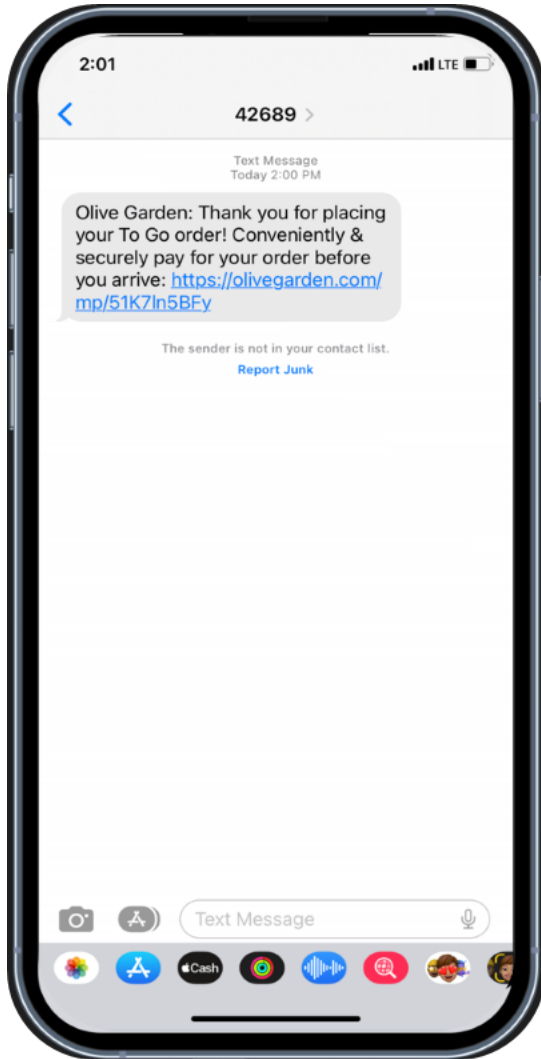 2:01
LTE
42689
Text Message
Today 2:00 PM
Olive Garden: Thank you for placing
your To Go order! Conveniently &
securely pay for your order before
you arrive: https://olivegarden.com/
mp/51K7ln5BFy
The sender is not in your contact list.
Report Junk
Text Message
Cash